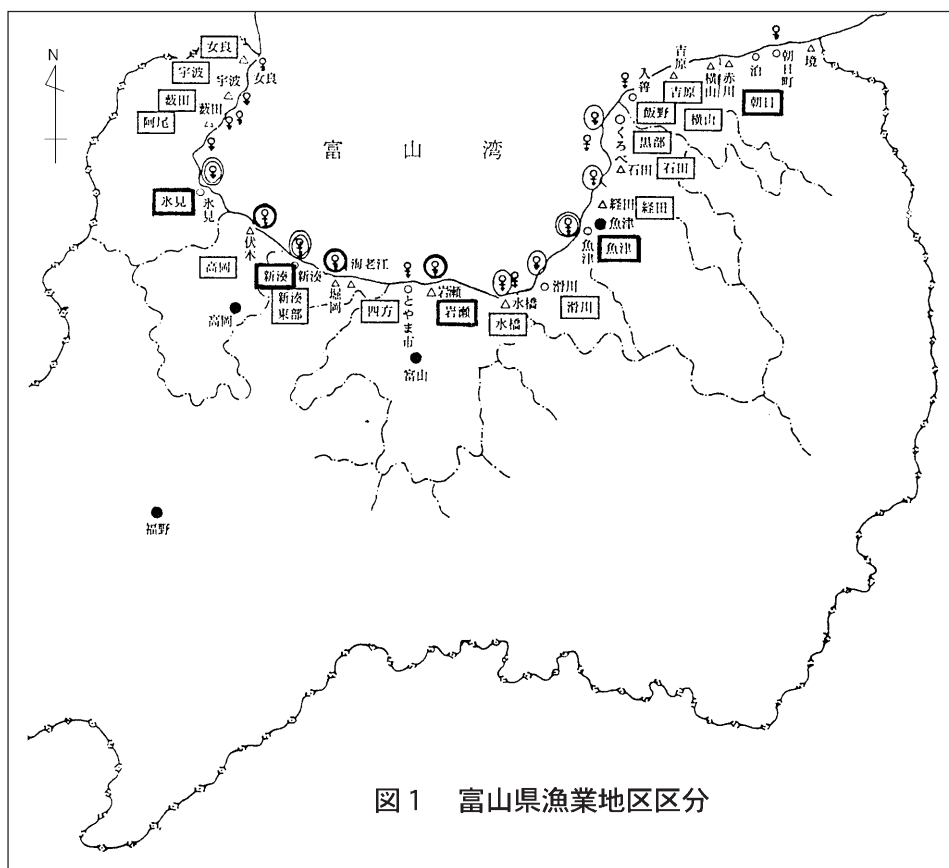 N
女良
女良
宇波
宇波
藪田
藪田
阿尾
氷見
氷見
富山湾
伏木
高岡
高岡
新湊
新湊
新湊
東部
海老江
堀岡
四方
とやま市
岩瀬
岩瀬
富山
水橋
水橋
滑川
滑川
魚津
魚津
魚津
経田
経田
石田
石田
くろべ
黒部
入善
飯野
吉原
吉原
横山
横山
赤川
泊
朝日町
朝日
境
福野
図1 富山県漁業地区区分